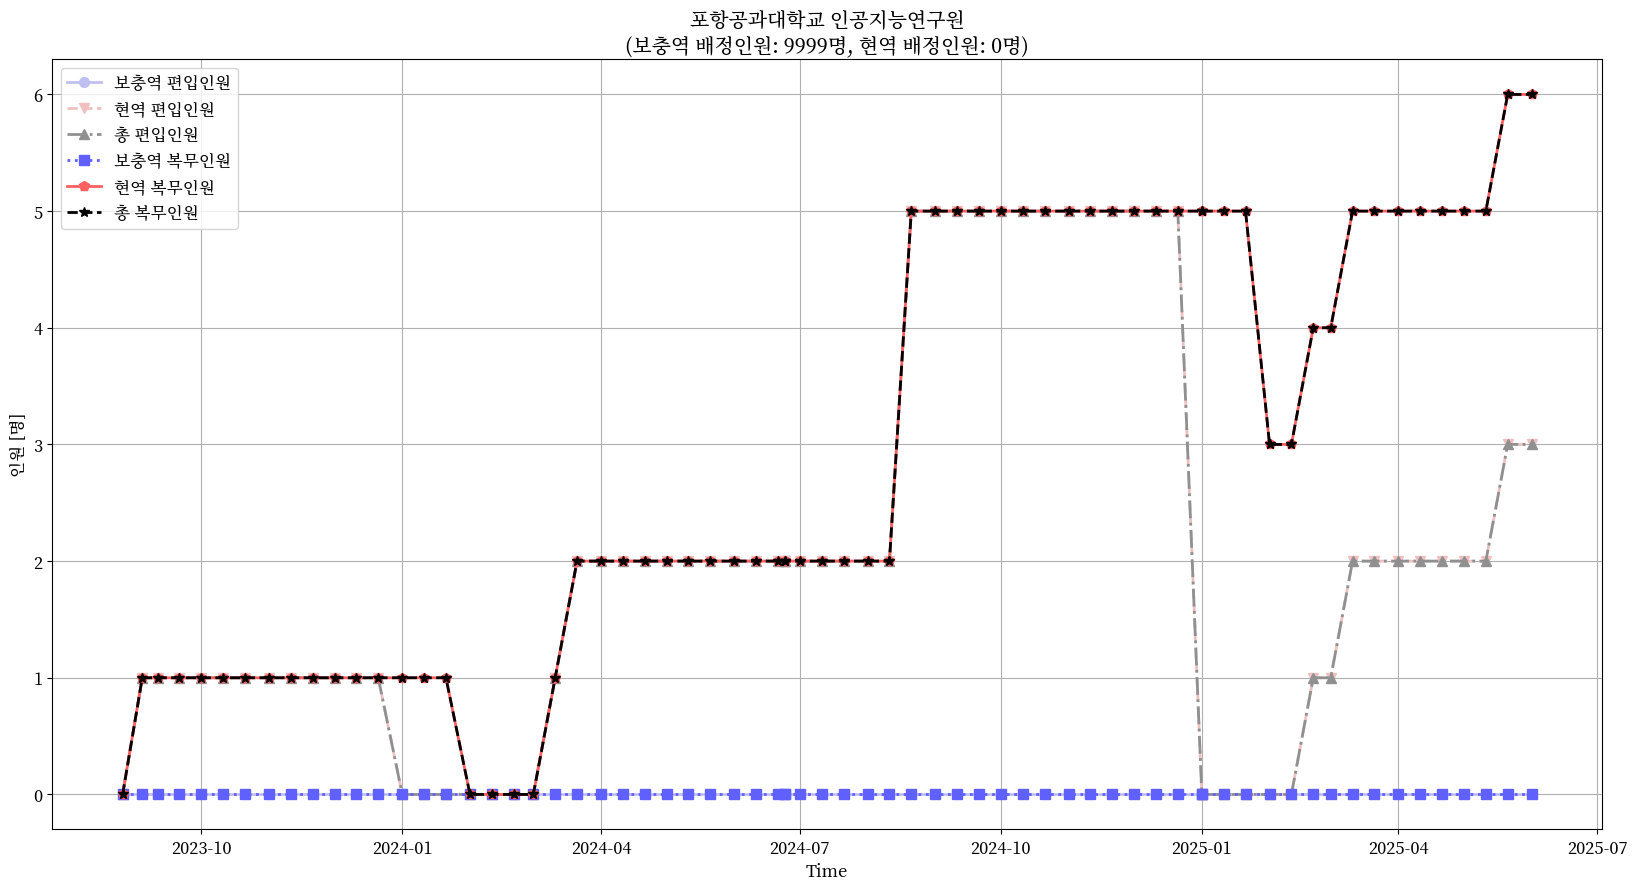 포항공과대학교 인공지능연구원
(보충역 배정인원: 9999명, 현역 배정인원: 0명)
보충역 편입인원
현역 편입인원
총 편입인원
보충역 복무인원
현역 복무인원
총 복무인원
인원 [명]
6
5
4
3
2
1
0
2023-10
2024-01
2024-04
2024-07
2024-10
2025-01
2025-04
2025-07
Time